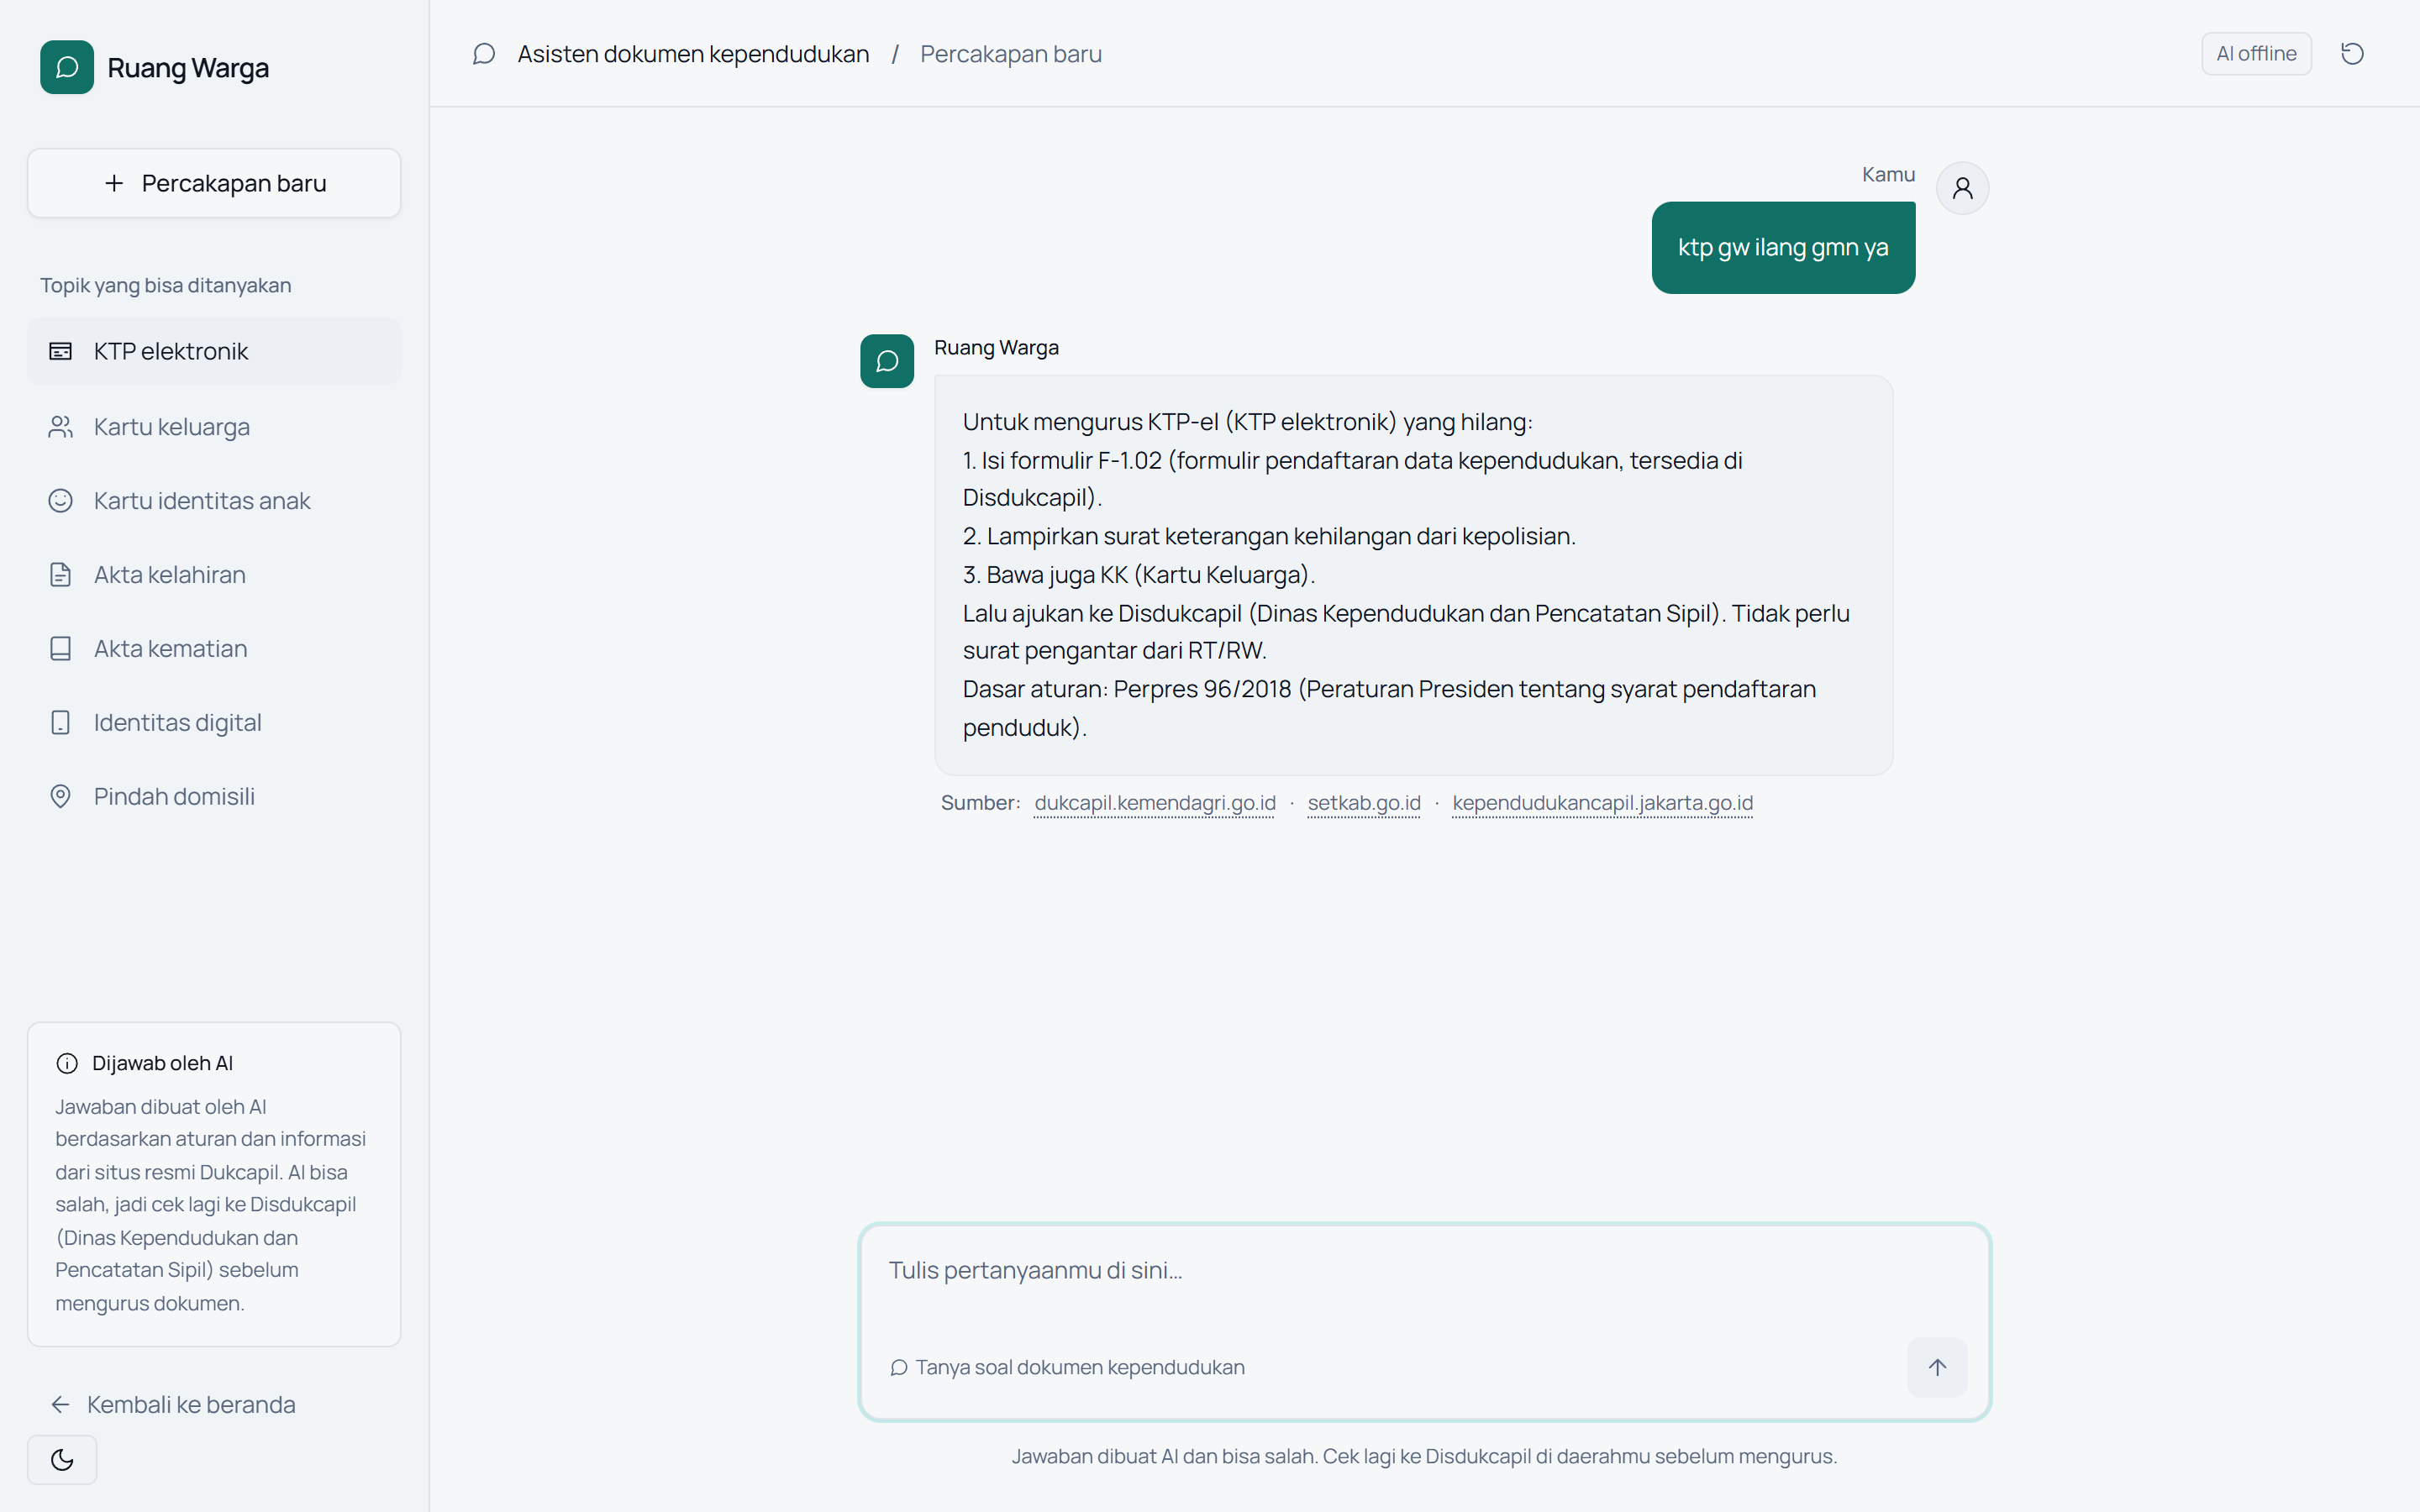 Ruang Warga
Percakapan baru
Topik yang bisa ditanyakan
KTP elektronik
Kartu keluarga
Kartu identitas anak
Akta kelahiran
Akta kematian
Identitas digital
Pindah domisili
Dijawab oleh AI
Jawaban dibuat oleh AI
berdasarkan aturan dan informasi
dari situs resmi Dukcapil. AI bisa
salah, jadi cek lagi ke Disdukcapil
(Dinas Kependudukan dan
Pencatatan Sipil) sebelum
mengurus dokumen.
Kembali ke beranda
Asisten dokumen kependudukan / Percakapan baru
AI offline
Kamu
ktp gw ilang gmn ya
Ruang Warga
Untuk mengurus KTP-el (KTP elektronik) yang hilang:
1. Isi formulir F-1.02 (formulir pendaftaran data kependudukan, tersedia di
Disdukcapil).
2. Lampirkan surat keterangan kehilangan dari kepolisian.
3. Bawa juga KK (Kartu Keluarga).
Lalu ajukan ke Disdukcapil (Dinas Kependudukan dan Pencatatan Sipil). Tidak perlu
surat pengantar dari RT/RW.
Dasar aturan: Perpres 96/2018 (Peraturan Presiden tentang syarat pendaftaran
penduduk).
Sumber: dukcapil.kemendagri.go.id · setkab.go.id · kependudukancapil.jakarta.go.id
Tulis pertanyaanmu di sini...
Tanya soal dokumen kependudukan
Jawaban dibuat AI dan bisa salah. Cek lagi ke Disdukcapil di daerahmu sebelum mengurus.